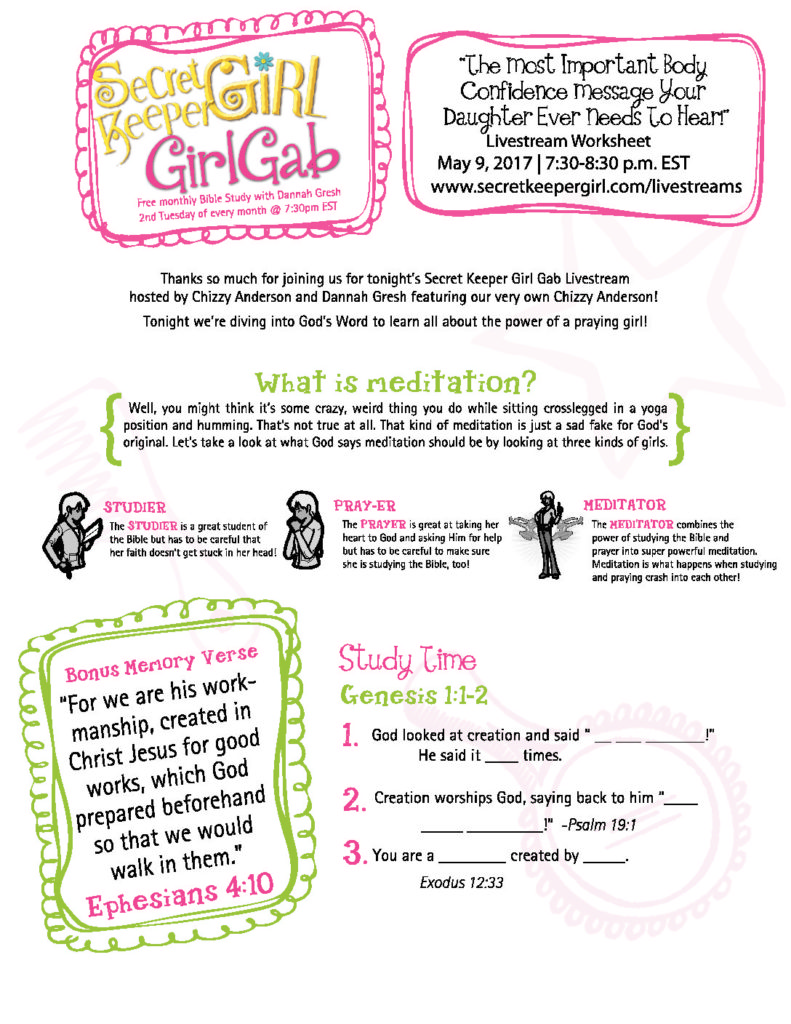 Secret
Keeper GiRL
GirlGab
Free monthly Bible Study with Dannah Gresh
2nd Tuesday of every month @ 7:30pm EST
"The Most Important Body
Confidence Message Your
Daughter Ever Needs To Hear!"
Livestream Worksheet
May 9, 2017 | 7:30-8:30 p.m. EST
www.secretkeepergirl.com/livestreams
Thanks so much for joining us for tonight's Secret Keeper Girl Gab Livestream
hosted by Chizzy Anderson and Dannah Gresh featuring our very own Chizzy Anderson!
Tonight we're diving into God's Word to learn all about the power of a praying girl!
What is meditation?
Well, you might think it's some crazy, weird thing you do while sitting crosslegged in a yoga
position and humming. That's not true at all. That kind of meditation is just a sad fake for God's
original. Let's take a look at what God says meditation should be by looking at three kinds of girls.
STUDIER
The STUDIER is a great student of
the Bible but has to be careful that
her faith doesn't get stuck in her head!
PRAY-ER
The PRAYER is great at taking her
heart to God and asking Him for help
but has to be careful to make sure
she is studying the Bible, too!
MEDITATOR
The MEDITATOR combines the
power of studying the Bible and
prayer into super powerful meditation.
Meditation is what happens when studying
and praying crash into each other!
Bonus Memory Verse
"For we are his work-
manship, created in
Christ Jesus for good
works, which God
prepared beforehand
so that we would
walk in them."
Ephesians 4:10
Study Time
Genesis 1:1-2
1. God looked at creation and said " __ ___ _______!"
He said it ____ times.
2. Creation worships God, saying back to him "____
_____ _________!" -Psalm 19:1
3. You are a ________ created by _____.
Exodus 12:33